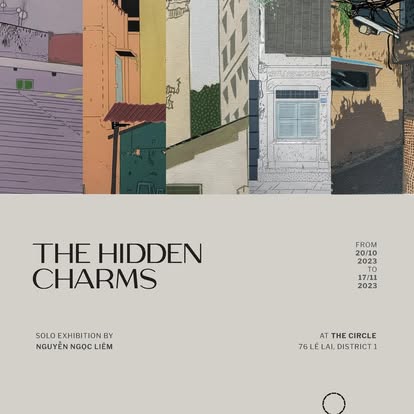 THE HIDDEN
CHARMS
FROM
20/10
2023
TO
17/11
2023
SOLO EXHIBITION BY
NGUYỄN NGỌC LIÊM
AT THE CIRCLE
76 LÊ LAI, DISTRICT 1